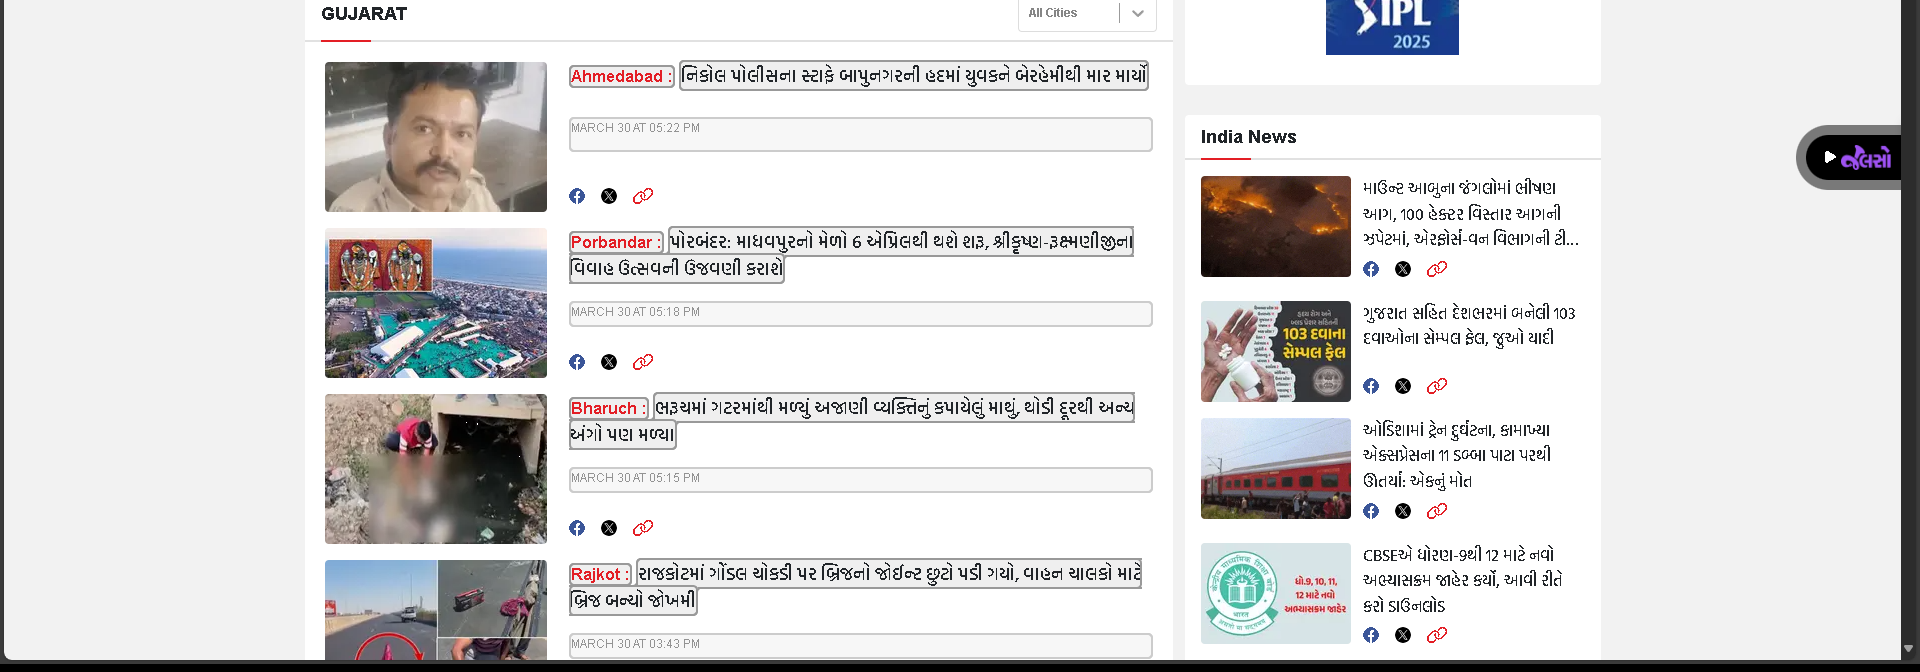 GUJARAT
All Cities
Ahmedabad : નિકોલ પોલીસના સ્ટાફે બાપુનગરની હદમાં યુવકને બેરહેમીથી માર માર્યો
MARCH 30 AT 05:22 PM
Porbandar : પોરબંદર: માધવપુરનો મેળો 6 એપ્રિલથી થશે શરૂ, શ્રીકૃષ્ણ-રૂક્ષ્મણીજીના
વિવાહ ઉત્સવની ઉજવણી કરાશે
MARCH 30 AT 05:18 PM
Bharuch : ભરૂચમાં ગટરમાંથી મળ્યું અજાણી વ્યક્તિનું કપાયેલું માથું, થોડી દૂરથી અન્ય
અંગો પણ મળ્યા
MARCH 30 AT 05:15 PM
Rajkot : રાજકોટમાં ગોંડલ ચોકડી પર બ્રિજનો જોઈન્ટ છુટો પડી ગયો, વાહન ચાલકો માટે
બ્રિજ બન્યો જોખમી
MARCH 30 AT 03:43 PM
IPL
2025
India News
માઉન્ટ આબુના જંગલોમાં ભીષણ
આગ, 100 હેક્ટર વિસ્તાર આગની
ઝપેટમાં, એરફોર્સ-વન વિભાગની ટી...
103 દવાના
સેમ્પલ ફેલ
ગુજરાત સહિત દેશભરમાં બનેલી 103
દવાઓના સેમ્પલ ફેલ, જુઓ યાદી
ઓડિશામાં ટ્રેન દુર્ઘટના, કામાખ્યા
એક્સપ્રેસના 11 ડબ્બા પાટા પરથી
ઊતર્યા: એકનું મોત
ધો.9, 10, 11,
12 માટે નવો
અભ્યાસક્રમ જાહેર
CBSEએ ધોરણ-9થી 12 માટે નવો
અભ્યાસક્રમ જાહેર કર્યો, આવી રીતે
કરો ડાઉનલોડ
જલસો